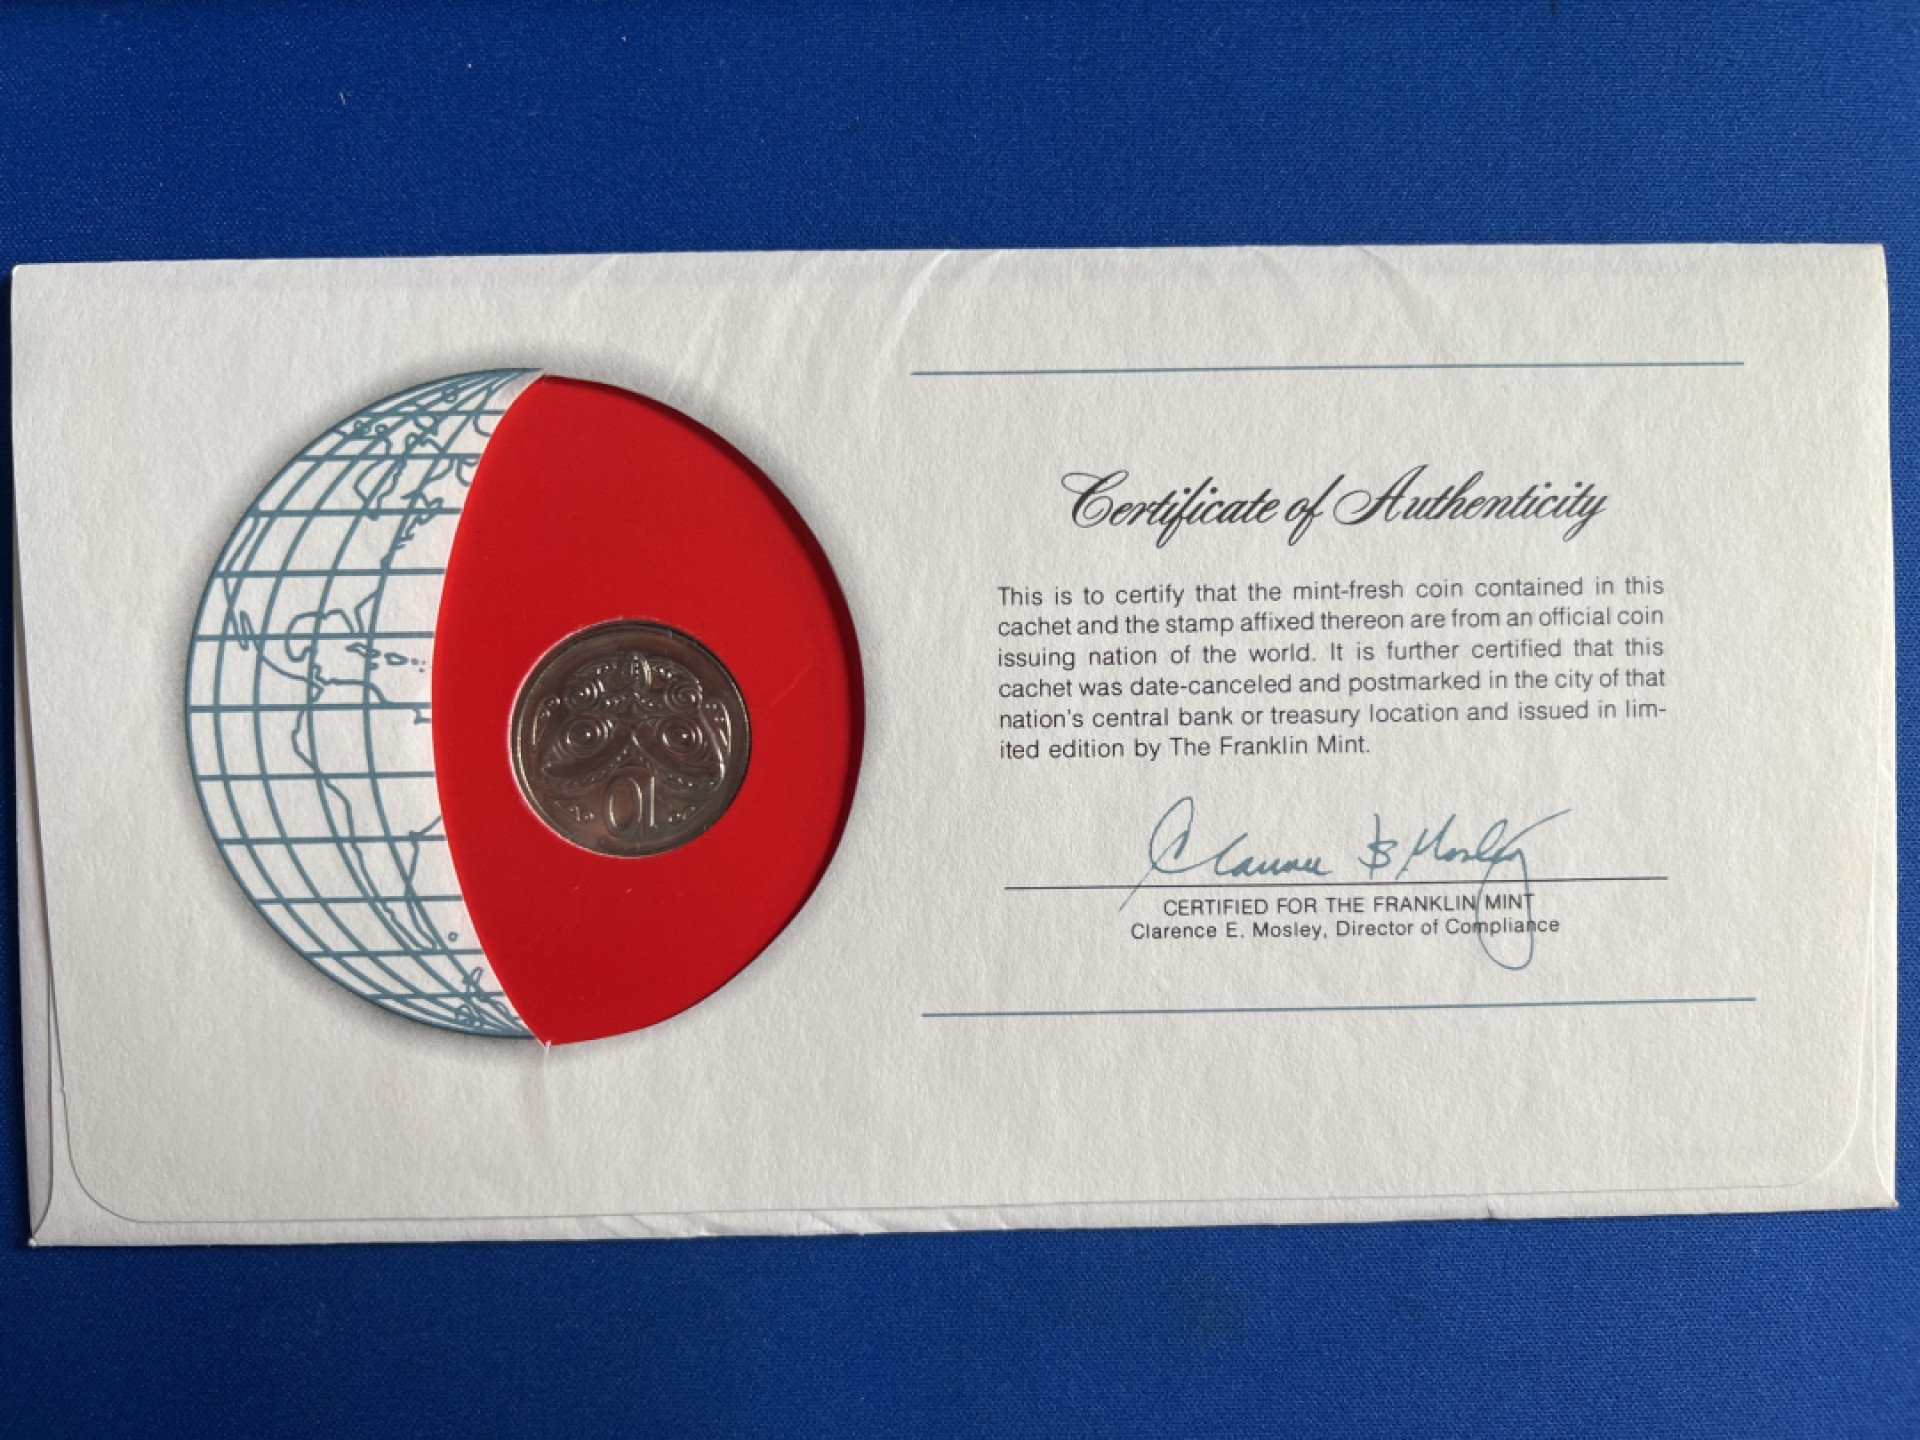 Certificate of Authenticity
This is to certify that the mint-fresh coin contained in this
cachet and the stamp affixed thereon are from an official coin
issuing nation of the world. It is further certified that this
cachet was date-canceled and postmarked in the city of that
nation's central bank or treasury location and issued in lim-
ited edition by The Franklin Mint.
Clarence E Mosley
CERTIFIED FOR THE FRANKLIN MINT
Clarence E. Mosley, Director of Compliance
10